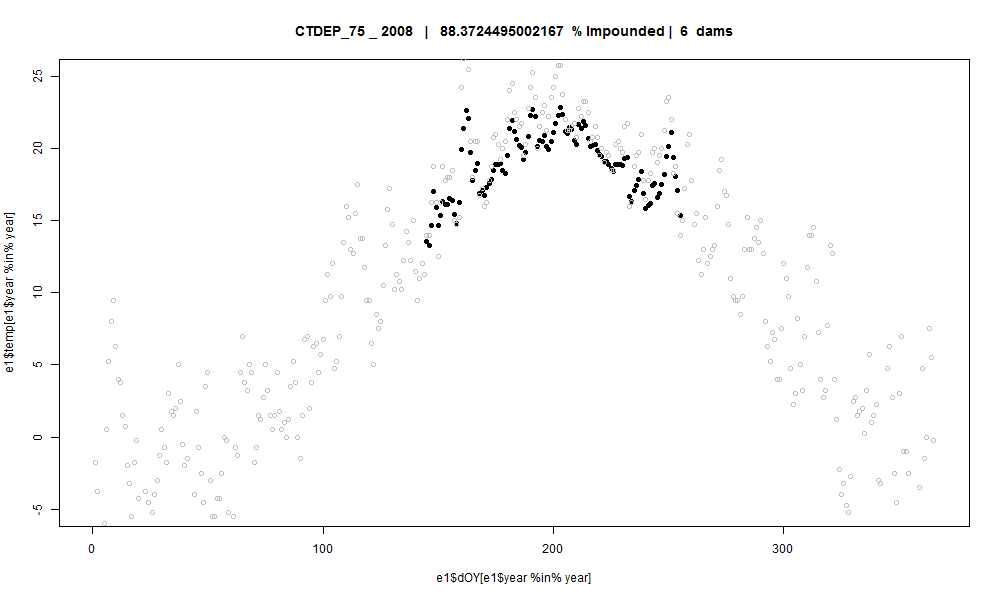 CTDEP_75 _ 2008 | 88.3724495002167 % Impounded | 6 dams
e1$temp[e1$year %in% year]
25
20
15
10
5
0
-5
0 100 200 300
e1$dOY[e1$year %in% year]